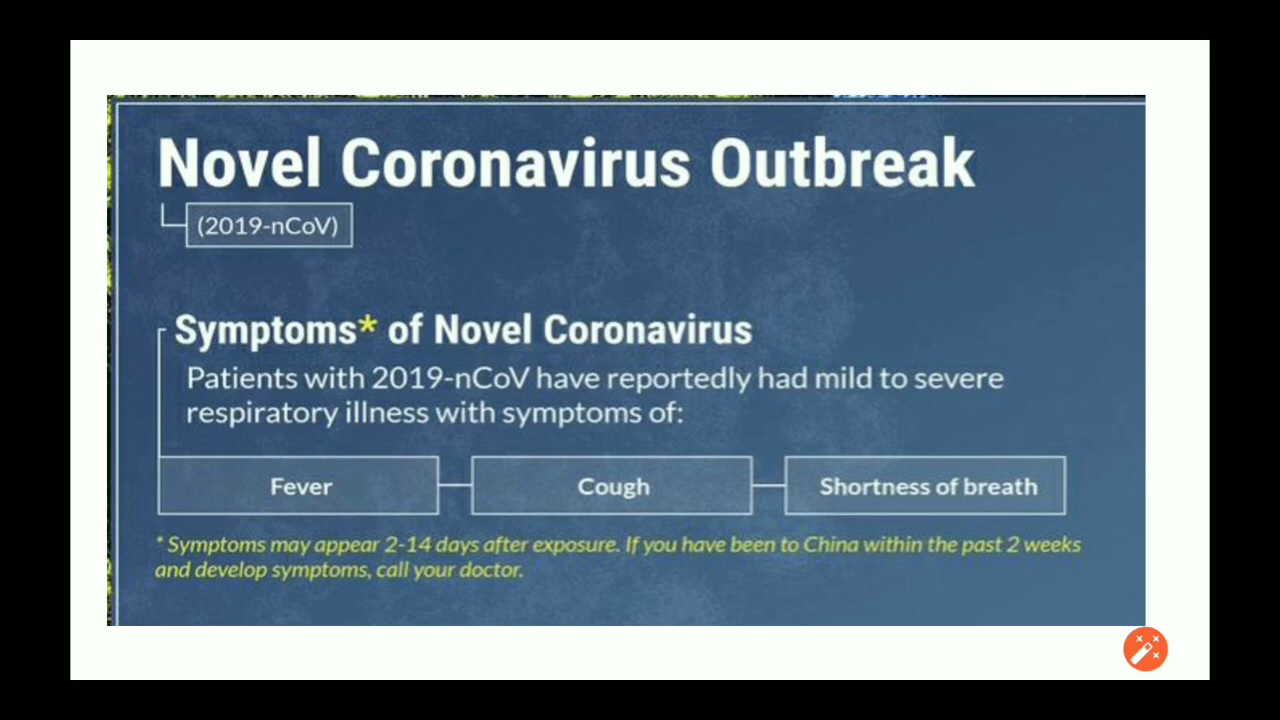 Novel Coronavirus Outbreak
(2019-nCoV)
Symptoms* of Novel Coronavirus
Patients with 2019-nCoV have reportedly had mild to severe
respiratory illness with symptoms of:
Fever
Cough
Shortness of breath
* Symptoms may appear 2-14 days after exposure. If you have been to China within the past 2 weeks
and develop symptoms, call your doctor.